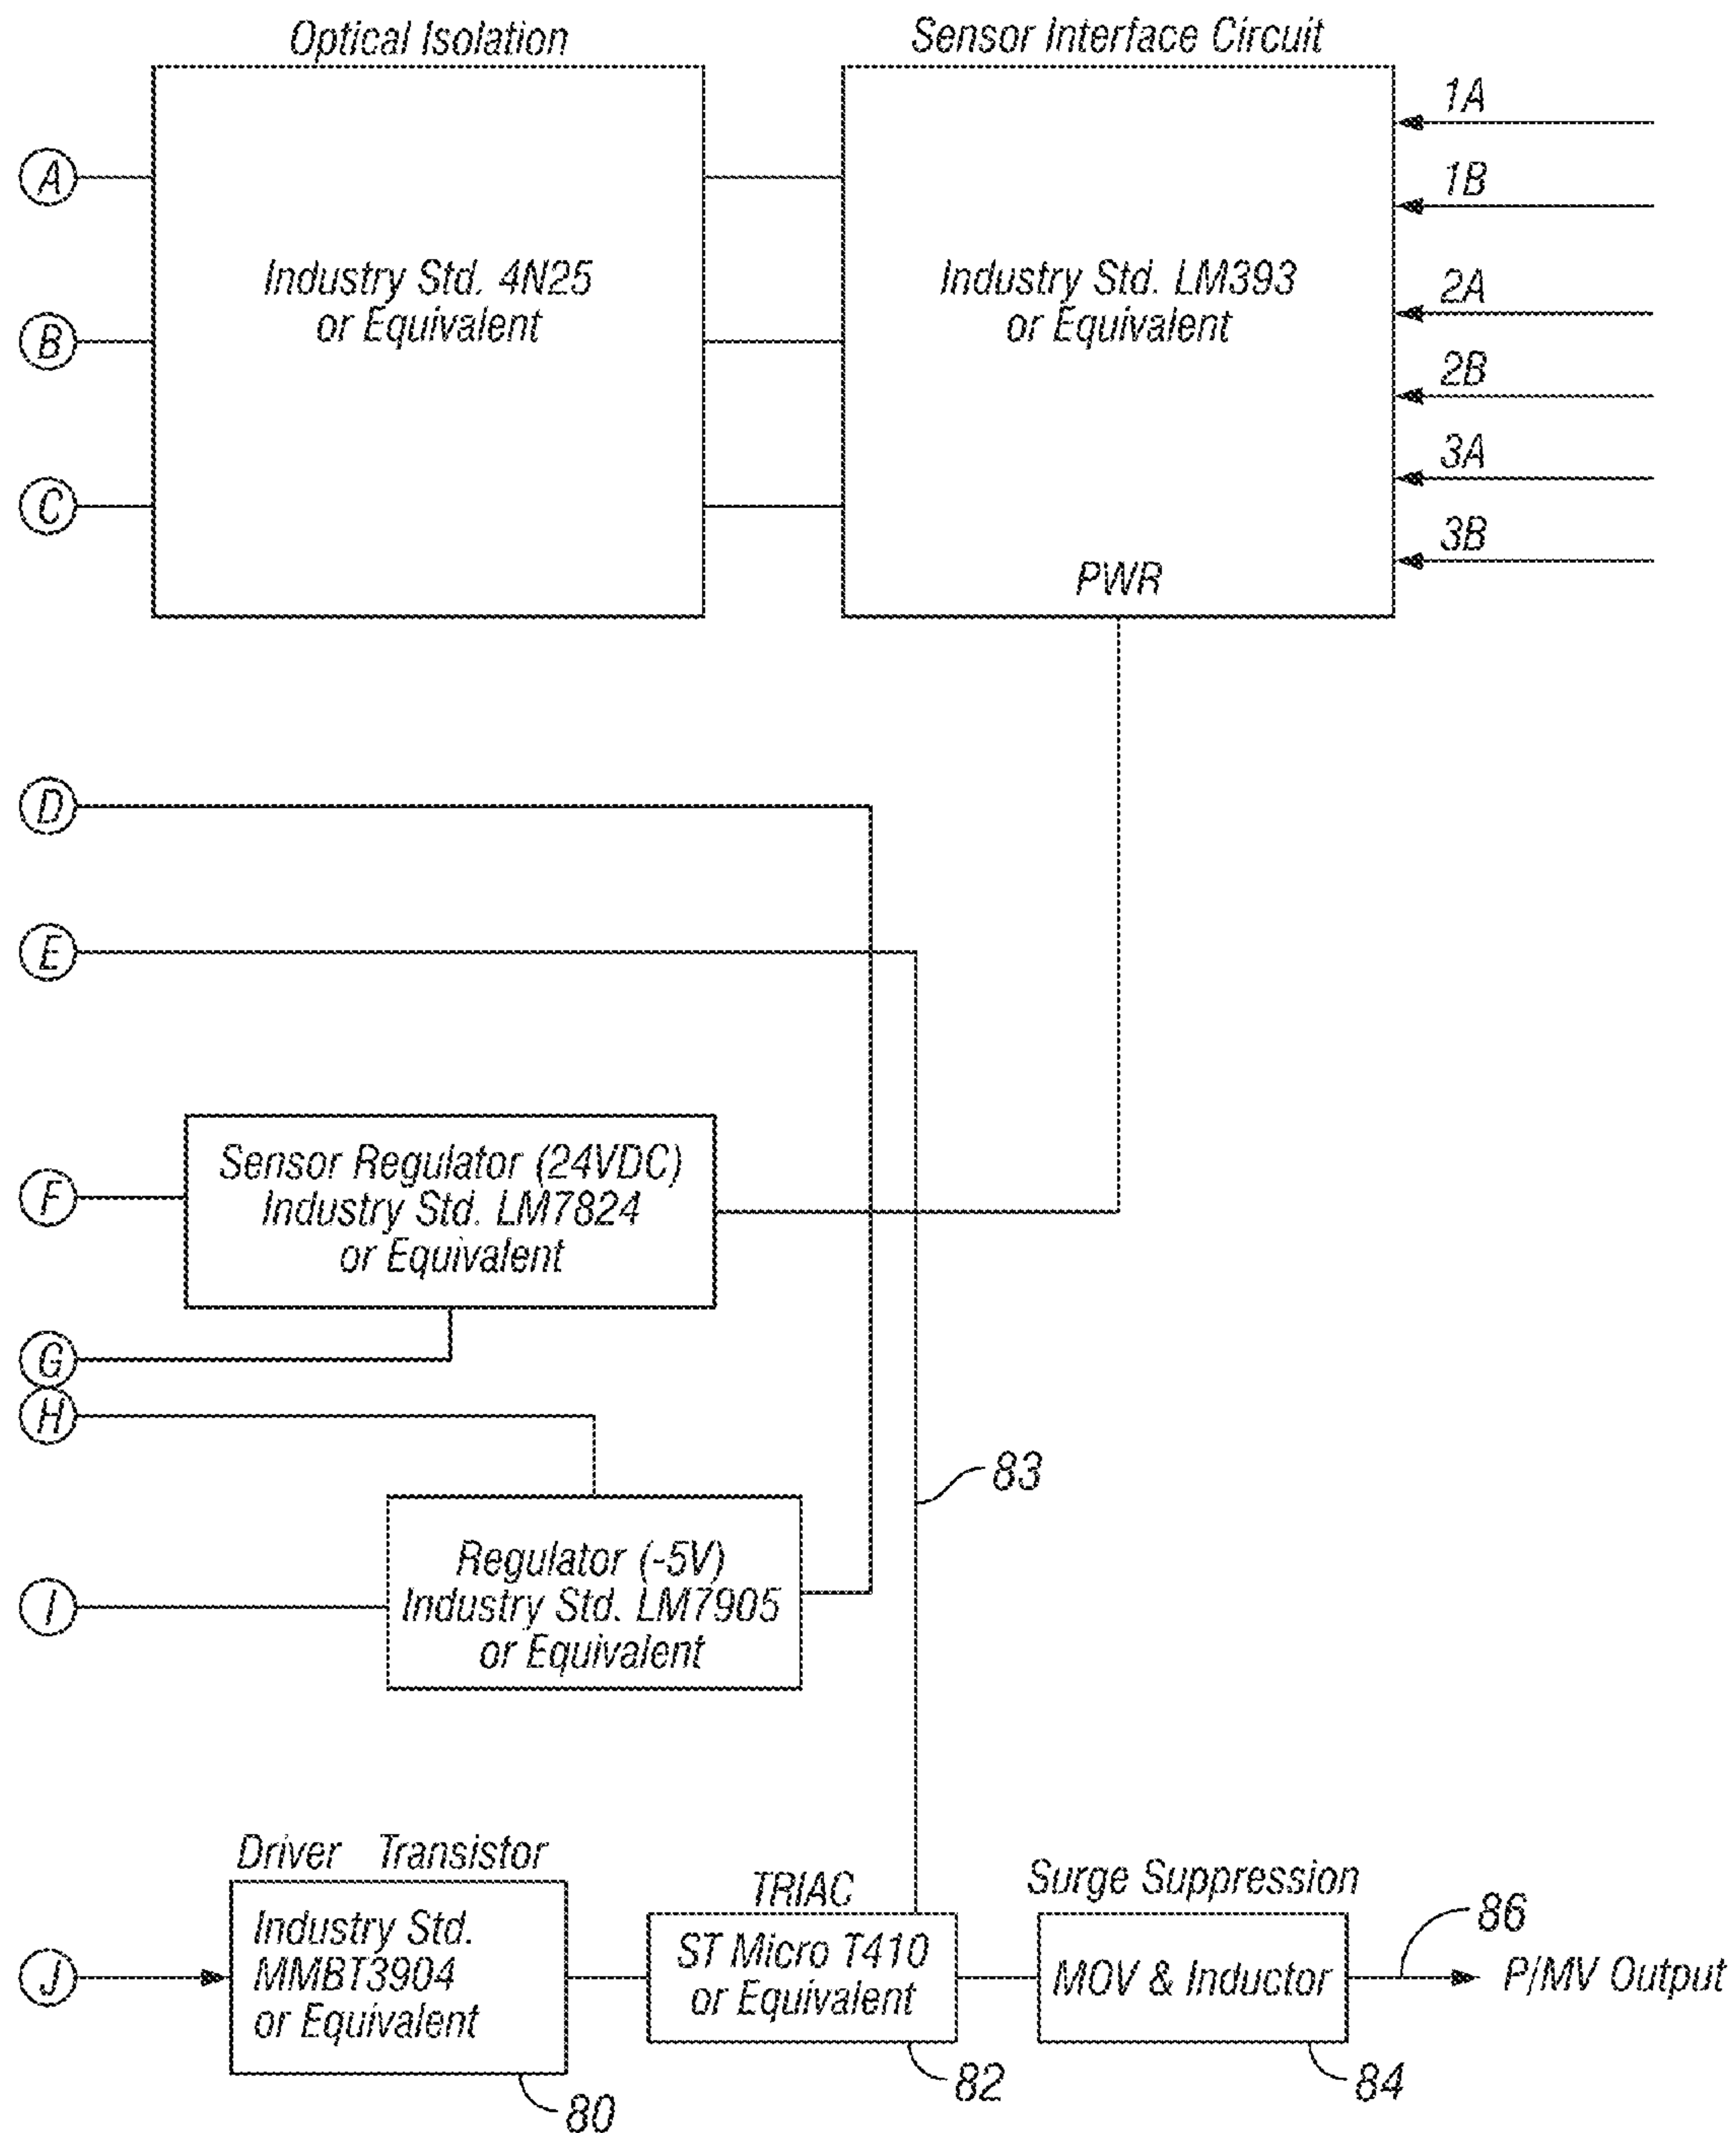 Optical Isolation
Sensor Interface Circuit
1A
A
1B
Industry Std. 4N25
or Equivalent
Industry Std. LM393
or Equivalent
2A
B
2B
3A
C
3B
PWR
D
E
F
Sensor Regulator (24VDC)
Industry Std. LM7824
or Equivalent
G
H
83
Regulator (-5V)
Industry Std. LM7905
or Equivalent
I
Driver Transistor
TRIAC
Surge Suppression
J
Industry Std.
MMBT3904
or Equivalent
ST Micro T410
or Equivalent
MOV & Inductor
86
P/MV Output
80
82
84